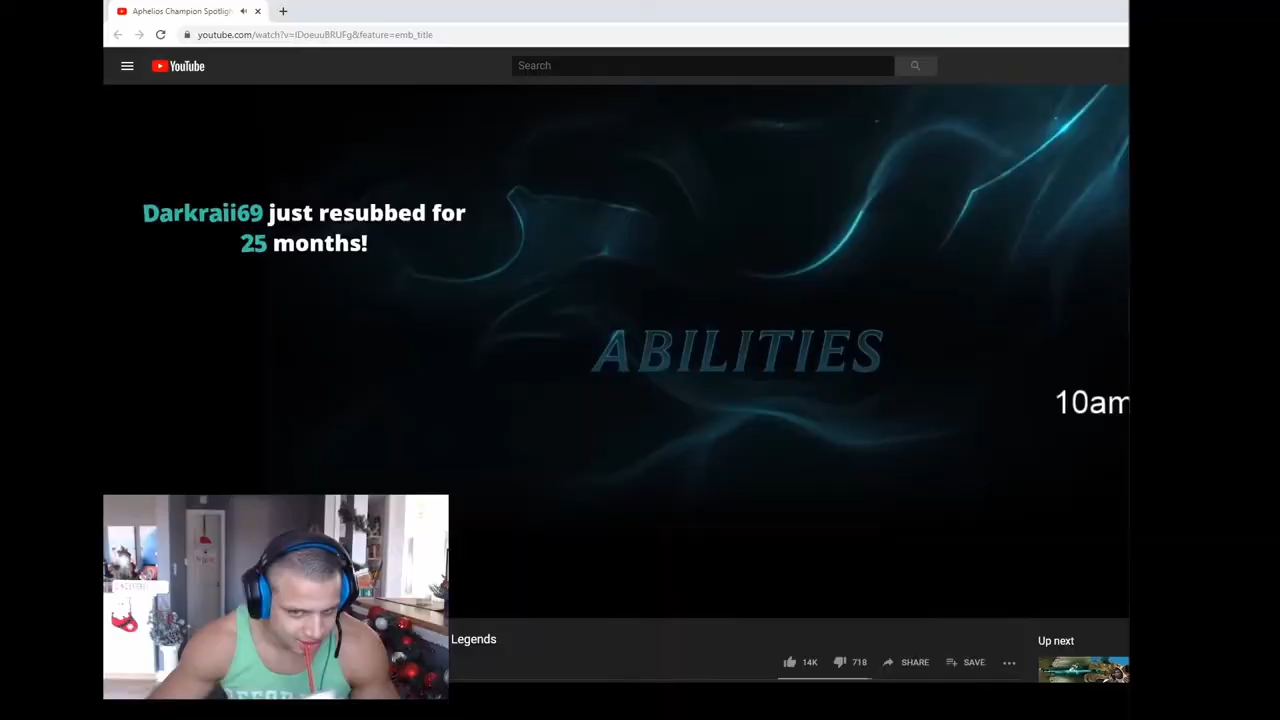 Aphelios Champion Spotligh
youtube.com/watch?v=IDoeuuBRUFg&feature=emb_title
YouTube
Search
Darkraii69 just resubbed for
25 months!
ABILITIES
10am
Legends
14K
718
SHARE
SAVE
Up next